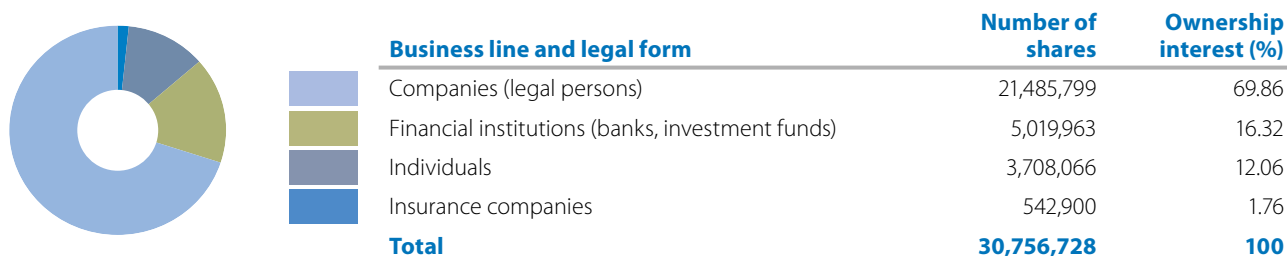 Business line and legal form Number of shares Ownership interest (%)
Companies (legal persons) 21,485,799 69.86
Financial institutions (banks, investment funds) 5,019,963 16.32
Individuals 3,708,066 12.06
Insurance companies 542,900 1.76
Total 30,756,728 100